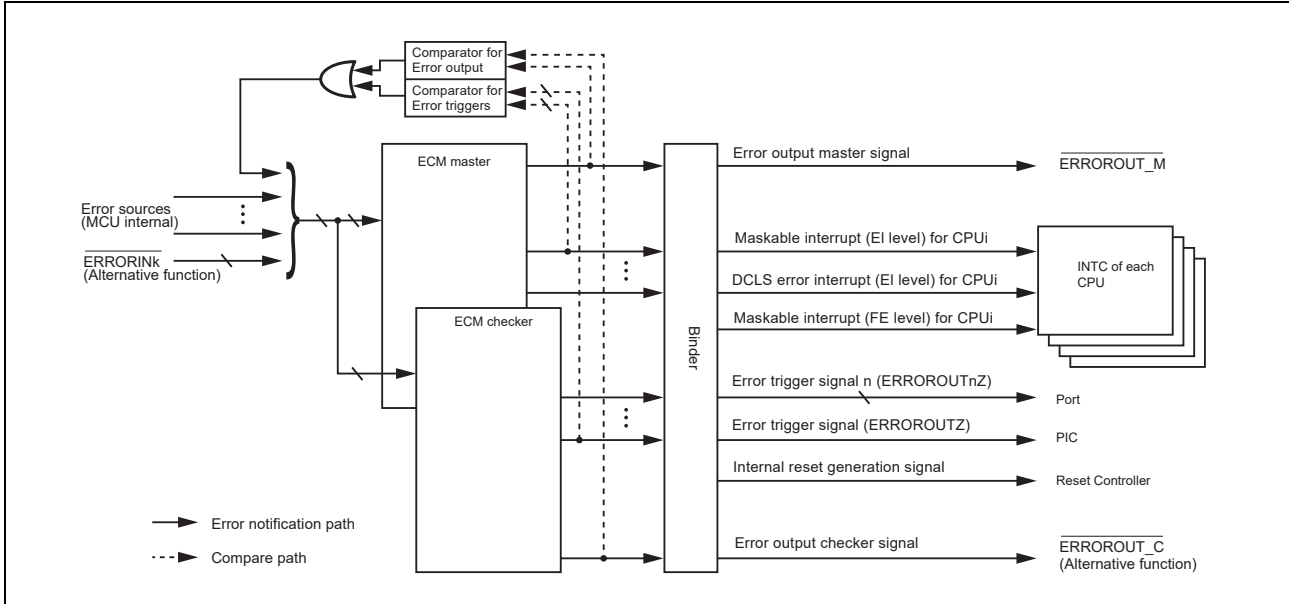 Comparator for
Error output
Comparator for
Error triggers
ECM master
ECM checker
Error sources
(MCU internal)
ERRORINk
(Alternative function)
Binder
Error output master signal
ERROROUT_M
Maskable interrupt (EI level) for CPUi
DCLS error interrupt (EI level) for CPUi
Maskable interrupt (FE level) for CPUi
INTC of each
CPU
Error trigger signal n (ERROROUTnZ)
Port
Error trigger signal (ERROROUTZ)
PIC
Internal reset generation signal
Reset Controller
Error output checker signal
ERROROUT_C
(Alternative function)
Error notification path
Compare path